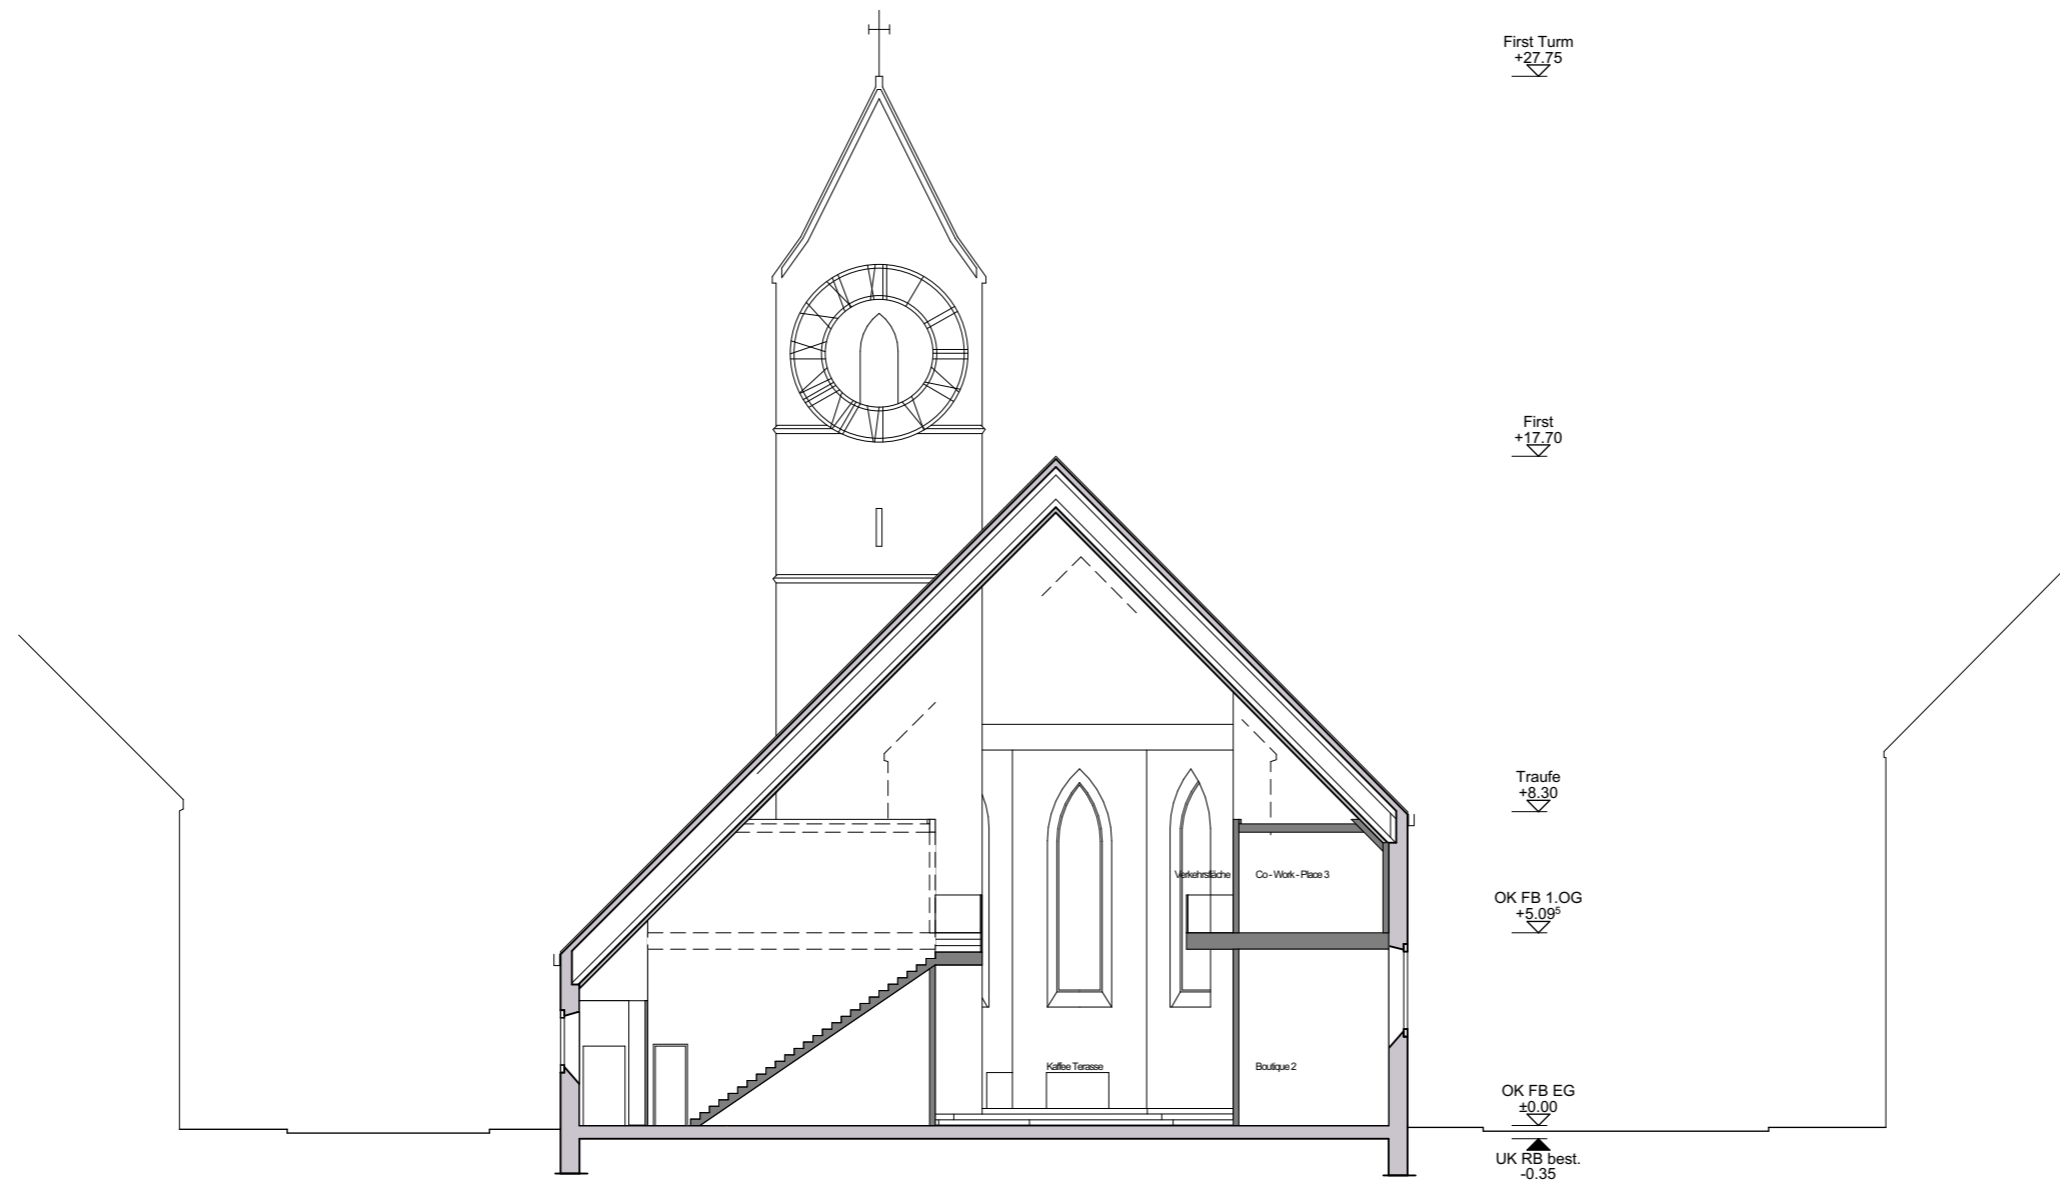 First Turm
+27.75
First
+17.70
Traufe
+8.30
Verkehrsfläche
Co - Work - Place 3
OK FB 1.OG
+5.09⁵
Kaffee Terasse
Boutique 2
OK FB EG
±0.00
UK RB best.
-0.35